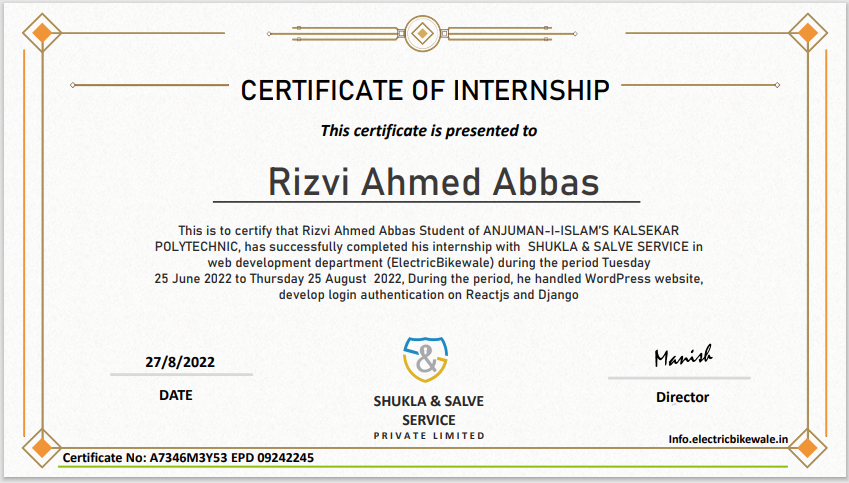 CERTIFICATE OF INTERNSHIP
This certificate is presented to
Rizvi Ahmed Abbas
This is to certify that Rizvi Ahmed Abbas Student of ANJUMAN-I-ISLAM'S KALSEKAR
POLYTECHNIC, has successfully completed his internship with SHUKLA & SALVE SERVICE in
web development department (ElectricBikewale) during the period Tuesday
25 June 2022 to Thursday 25 August 2022, During the period, he handled WordPress website,
develop login authentication on Reactjs and Django
27/8/2022
DATE
&
SHUKLA & SALVE
SERVICE
PRIVATE LIMITED
Manish
Director
Info.electricbikewale.in
Certificate No: A7346M3Y53 EPD 09242245